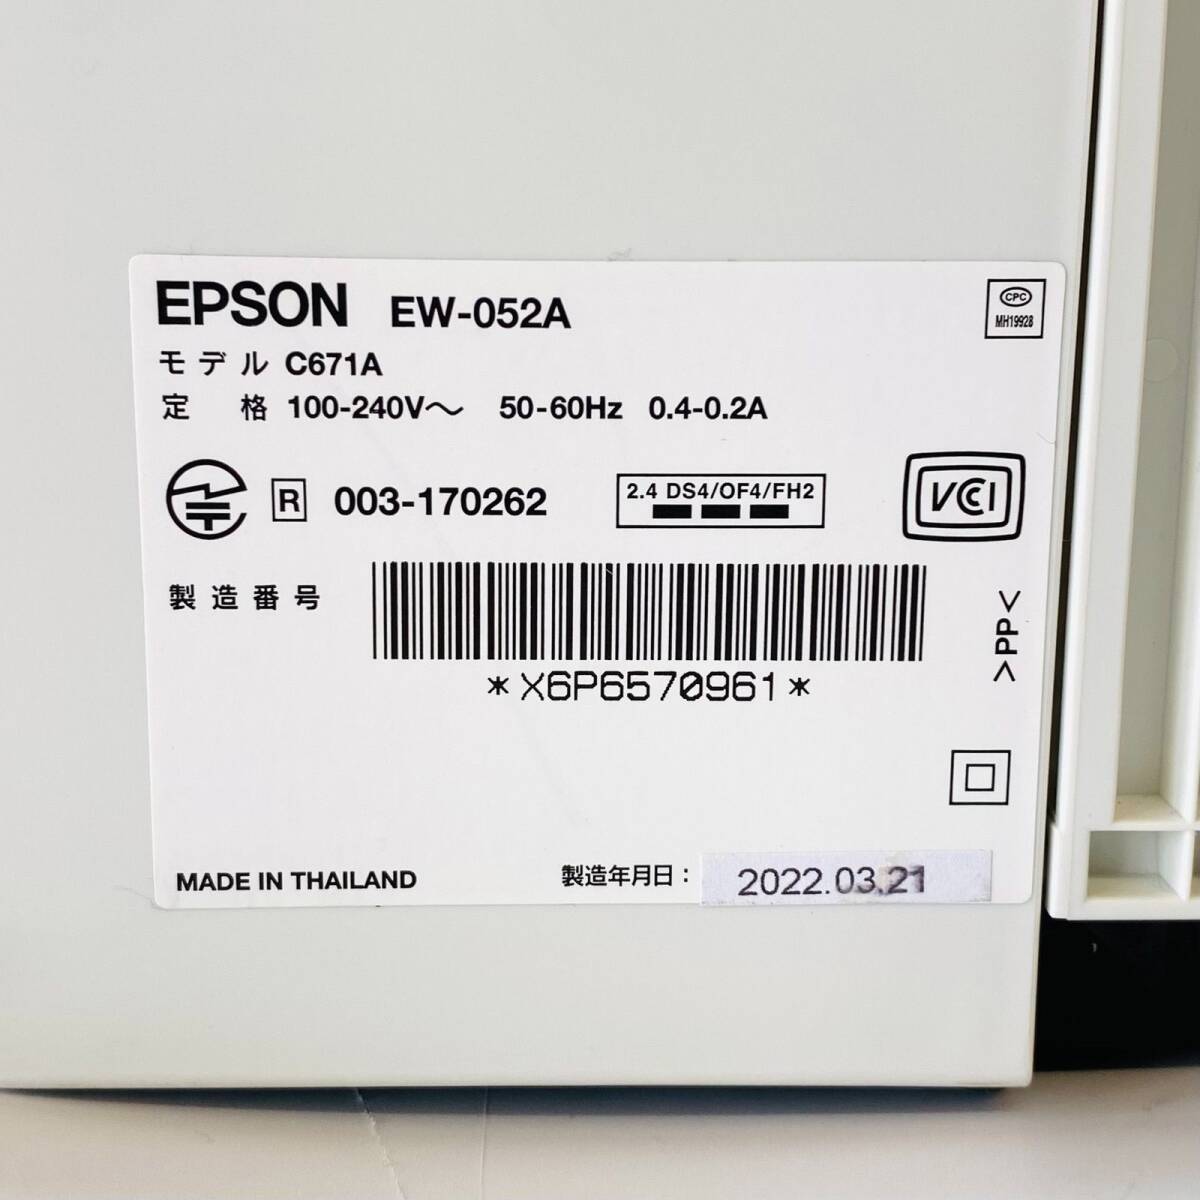 EPSON EW-052A
CPC
MH19928
モデル C671A
定 格 100-240V～ 50-60Hz 0.4-0.2A
R 003-170262
2.4 DS4/OF4/FH2
VCCI
製造番号
*X6P6570961*
>PP<
MADE IN THAILAND
製造年月日： 2022.03.21